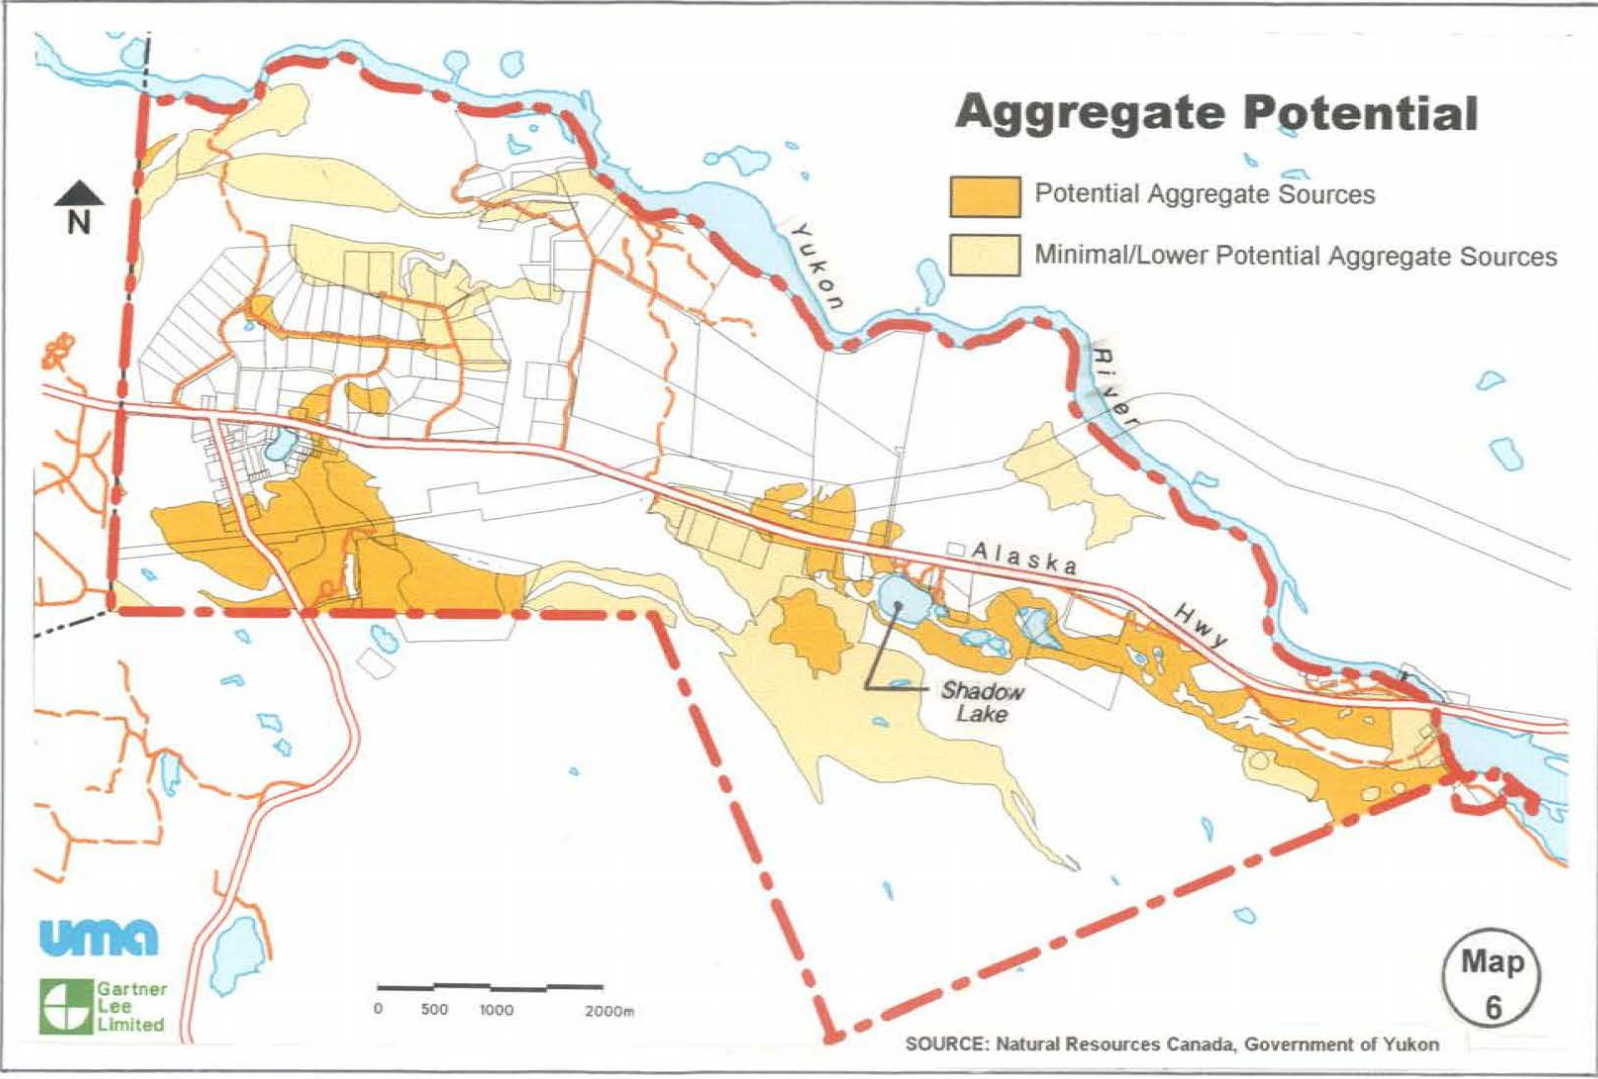 Aggregate Potential
Potential Aggregate Sources
Minimal/Lower Potential Aggregate Sources
N
Yukon
River
Alaska
Hwy
Shadow
Lake
uma
Gartner
Lee
Limited
0 500 1000 2000m
Map
6
SOURCE: Natural Resources Canada, Government of Yukon